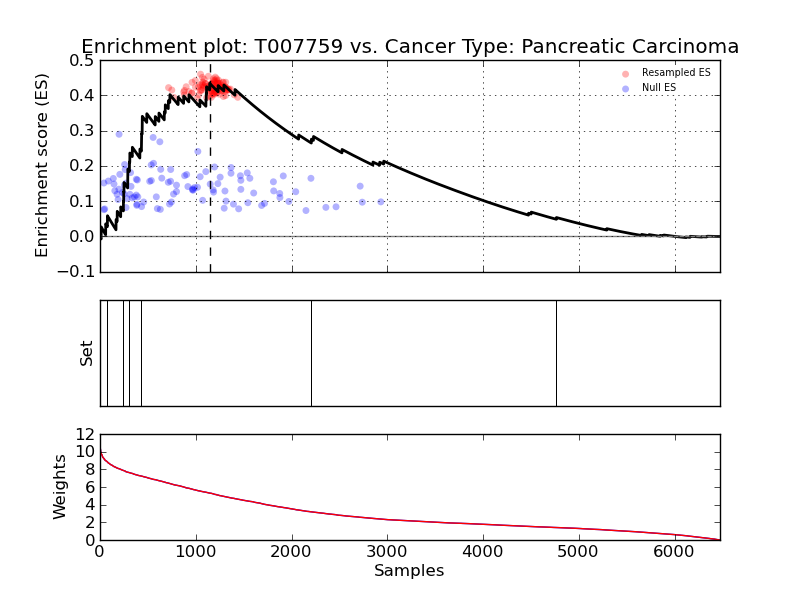 Enrichment plot: T007759 vs. Cancer Type: Pancreatic Carcinoma
Enrichment score (ES)
0.5
0.4
0.3
0.2
0.1
0.0
−0.1
Resampled ES
Null ES
Set
Weights
12
10
8
6
4
2
0
0 1000 2000 3000 4000 5000 6000
Samples